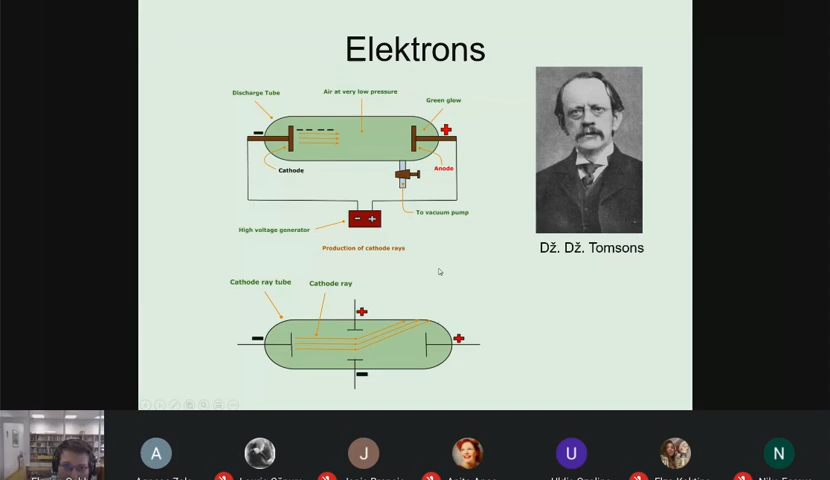 Elektrons
Discharge Tube
Air at very low pressure
Green glow
Cathode
Anode
To vacuum pump
High voltage generator
Production of cathode rays
Dž. Dž. Tomsons
Cathode ray tube
Cathode ray
A
J
U
N